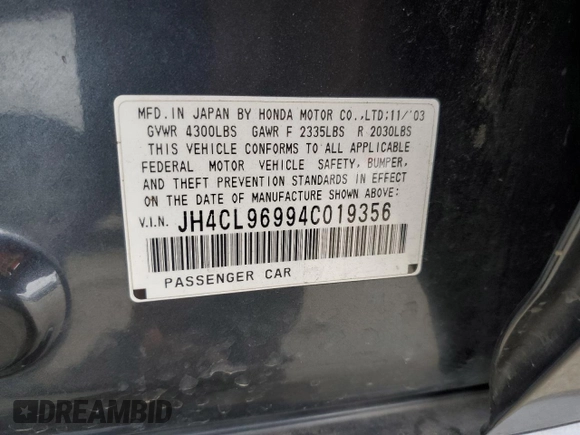 MFD.IN JAPAN BY HONDA MOTOR CO.,LTD:11/'03
GVWR 4300LBS GAWR F 2335LBS R 2030LBS
THIS VEHICLE CONFORMS TO ALL APPLICABLE
FEDERAL MOTOR VEHICLE SAFETY, BUMPER,
AND THEFT PREVENTION STANDARDS IN EFFECT
ON THE DATE OF MANUFACTURE SHOWN ABOVE:
V.I.N. JH4CL96994C019356
PASSENGER CAR
DREAMBID